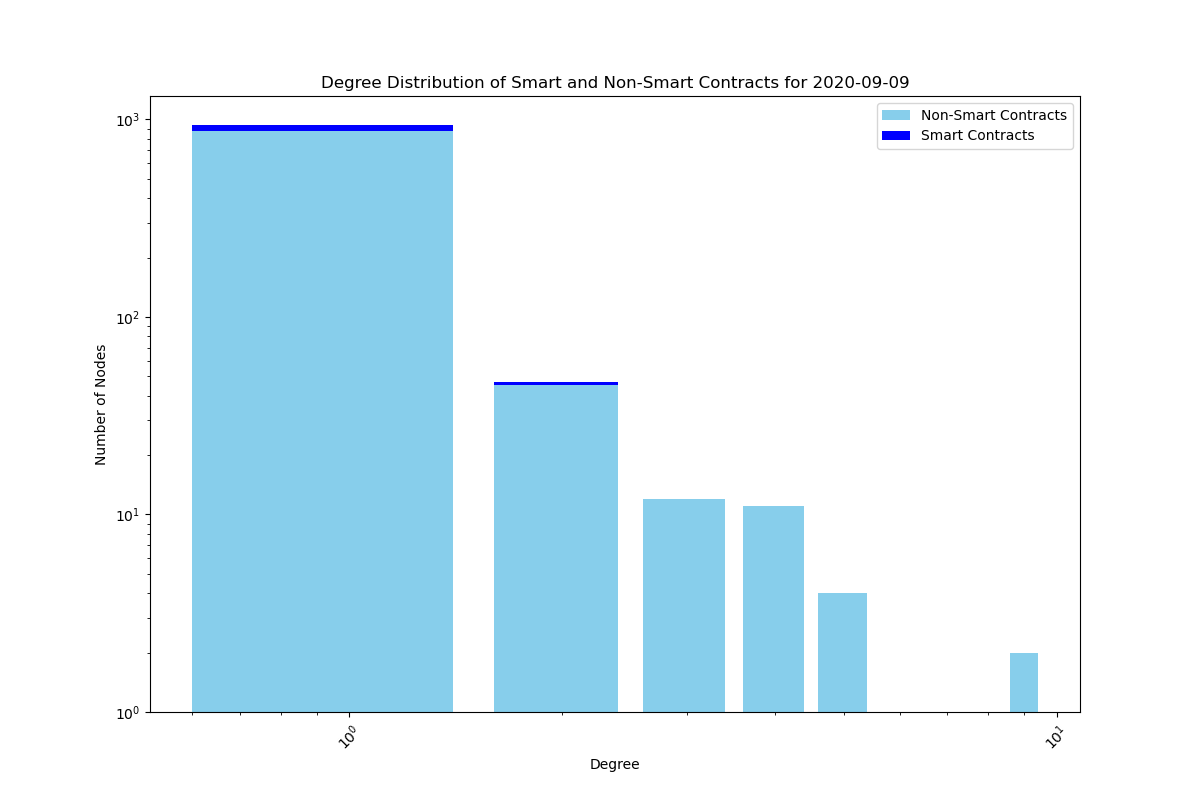 Degree Distribution of Smart and Non-Smart Contracts for 2020-09-09
Non-Smart Contracts
Smart Contracts
10³
10²
10¹
10⁰
Number of Nodes
10⁰
10¹
Degree